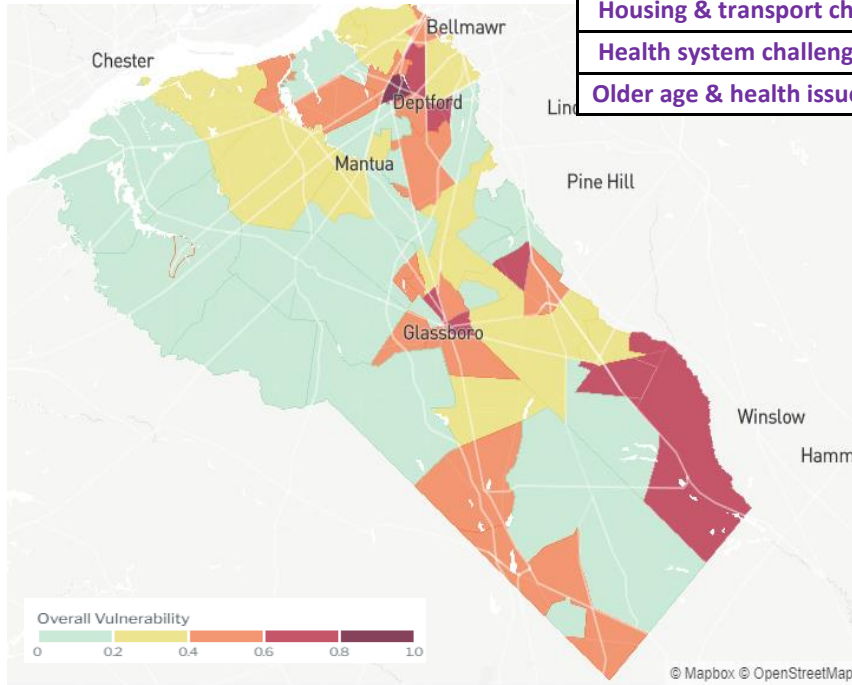 Housing & transport ch
Health system challeng
Older age & health issue
Bellmawr
Chester
Deptford
Lin
Mantua
Pine Hill
Glassboro
Winslow
Hamm
Overall Vulnerability
0 0.2 0.4 0.6 0.8 1.0
© Mapbox © OpenStreetMap